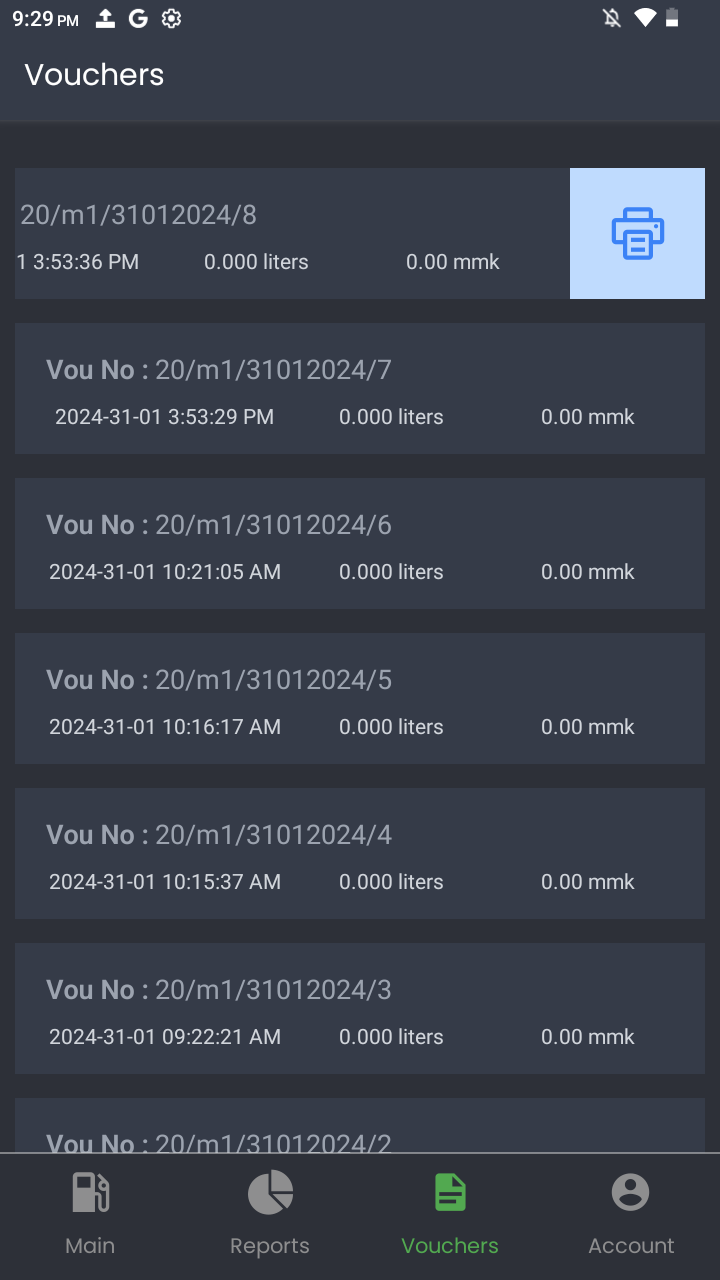 9:29 PM
Vouchers
20/m1/31012024/8
1 3:53:36 PM 0.000 liters 0.00 mmk
Vou No : 20/m1/31012024/7
2024-31-01 3:53:29 PM 0.000 liters 0.00 mmk
Vou No : 20/m1/31012024/6
2024-31-01 10:21:05 AM 0.000 liters 0.00 mmk
Vou No : 20/m1/31012024/5
2024-31-01 10:16:17 AM 0.000 liters 0.00 mmk
Vou No : 20/m1/31012024/4
2024-31-01 10:15:37 AM 0.000 liters 0.00 mmk
Vou No : 20/m1/31012024/3
2024-31-01 09:22:21 AM 0.000 liters 0.00 mmk
Vou No : 20/m1/31012024/2
Main Reports Vouchers Account